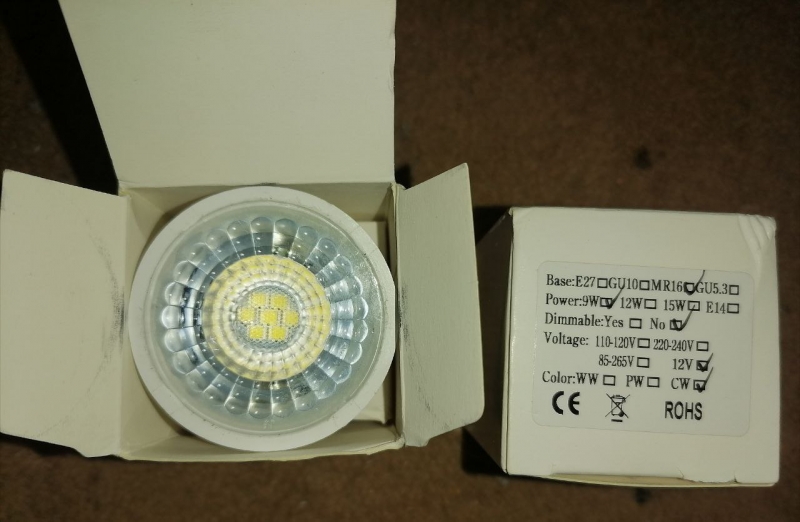 Base:E27☐GU10☐MR16☑GU5.3☐
Power:9W☑ 12W☐ 15W☐ E14☐
Dimmable:Yes ☐ No ☑
Voltage: 110-120V☐ 220-240V☐
85-265V☐ 12V☑
Color:WW ☐ PW ☐ CW☑
CE ROHS